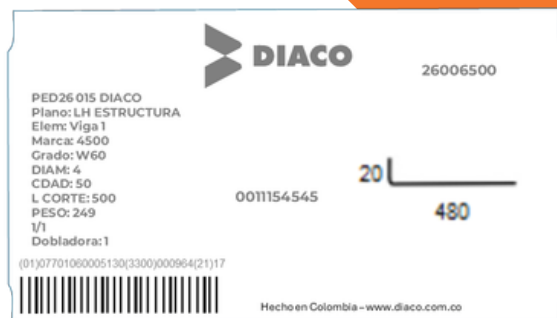 DIACO
26006500
PED26 015 DIACO
Plano: LH ESTRUCTURA
Elem: Viga 1
Marca: 4500
Grado: W60
DIAM: 4
CDAD: 50
L CORTE: 500
PESO: 249
1/1
Dobladora: 1
0011154545
20
480
(01)07701060005130(3300)000964(21)17
Hecho en Colombia – www.diaco.com.co